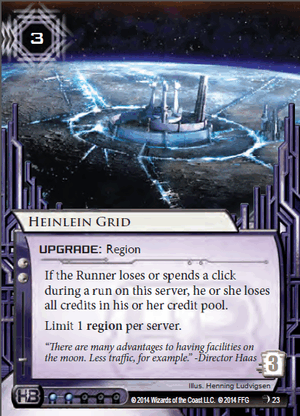 3
HEINLEIN GRID
UPGRADE: Region
If the Runner loses or spends a click
during a run on this server, he or she loses
all credits in his or her credit pool.
Limit 1 region per server.
“There are many advantages to having facilities on
the moon. Less traffic, for example.” -Director Haas
3
Illus. Henning Ludvigsen
HB
© 2014 Wizards of the Coast LLC. © 2014 FFG
23